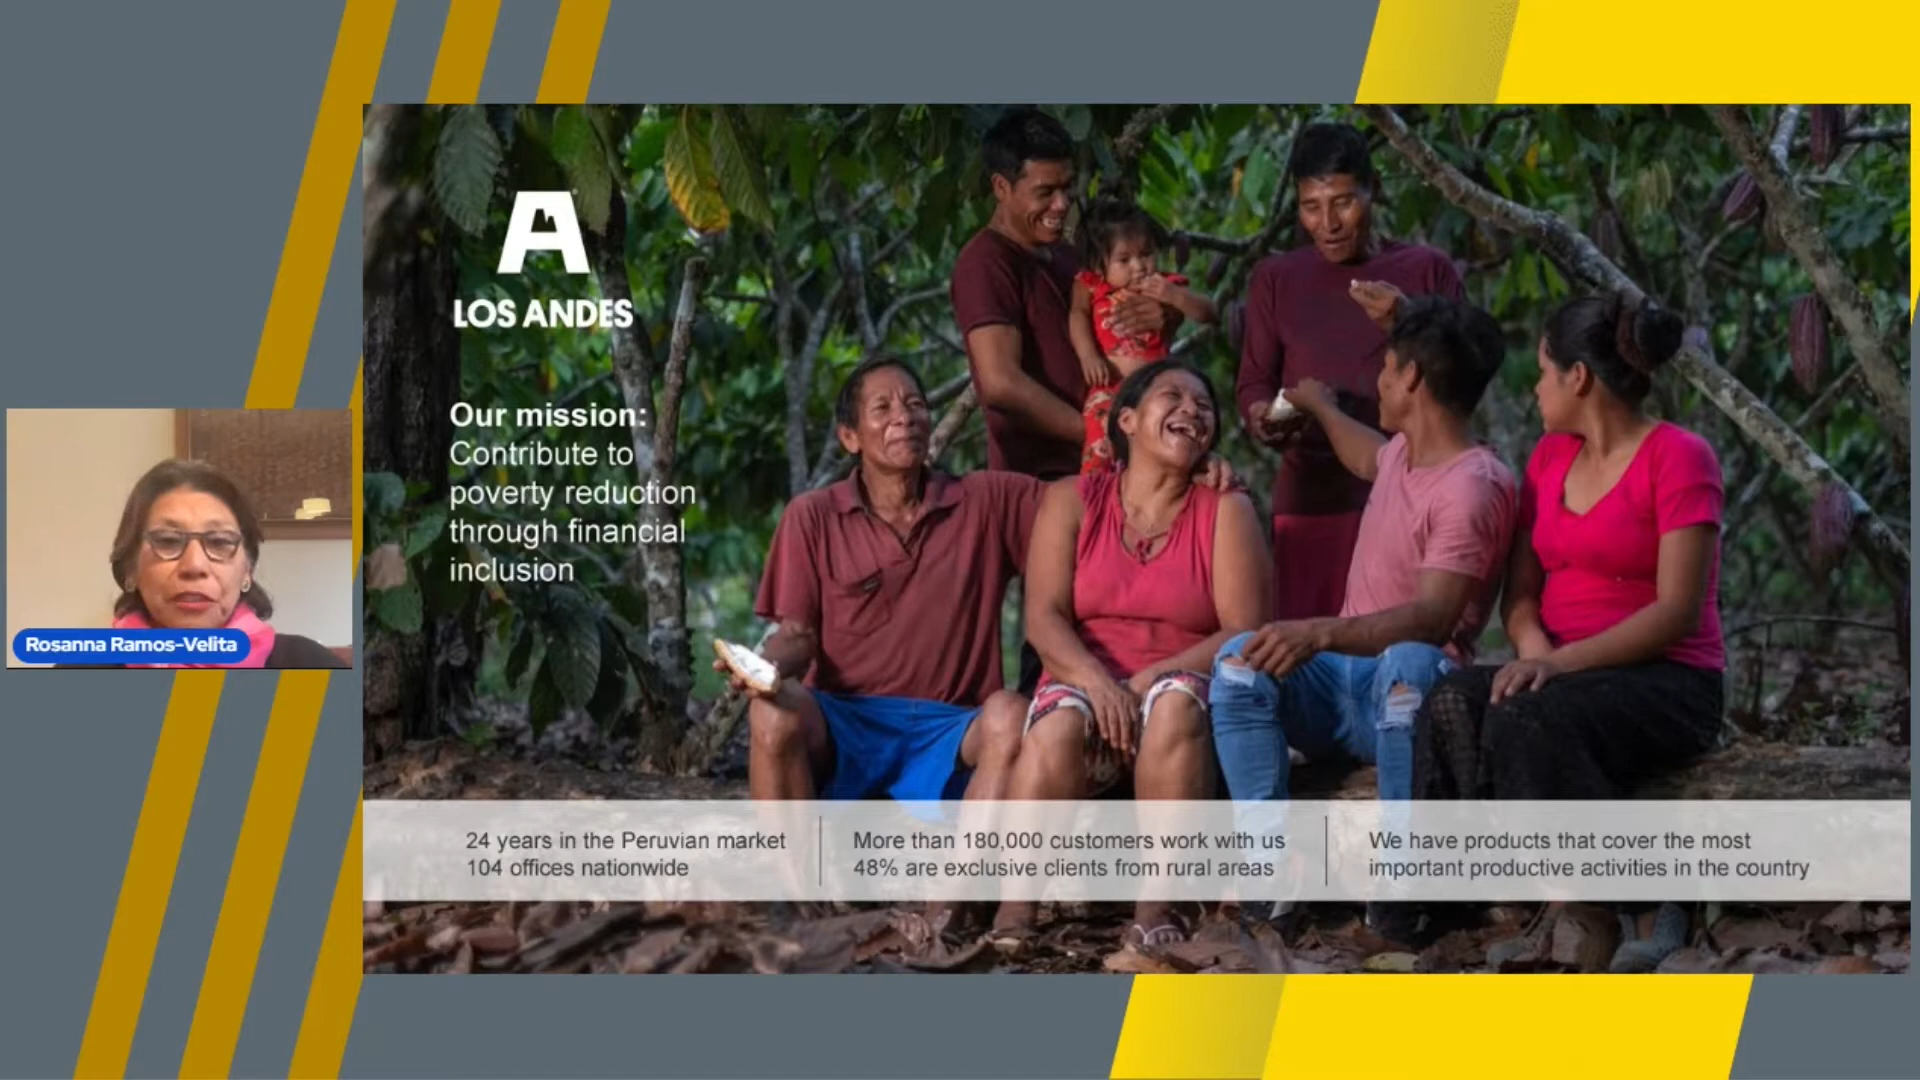 LOS ANDES
Our mission:
Contribute to
poverty reduction
through financial
inclusion
Rosanna Ramos-Velita
24 years in the Peruvian market
104 offices nationwide
More than 180,000 customers work with us
48% are exclusive clients from rural areas
We have products that cover the most
important productive activities in the country